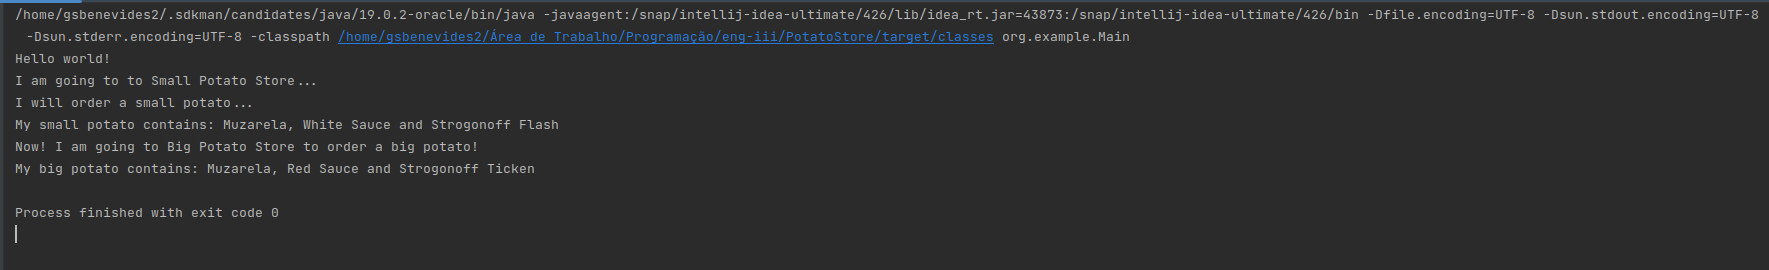 /home/gsbenevides2/.sdkman/candidates/java/19.0.2-oracle/bin/java -javaagent:/snap/intellij-idea-ultimate/426/lib/idea_rt.jar=43873:/snap/intellij-idea-ultimate/426/bin -Dfile.encoding=UTF-8 -Dsun.stdout.encoding=UTF-8
-Dsun.stderr.encoding=UTF-8 -classpath /home/gsbenevides2/Área de Trabalho/Programação/eng-iii/PotatoStore/target/classes org.example.Main
Hello world!
I am going to to Small Potato Store...
I will order a small potato...
My small potato contains: Muzarela, White Sauce and Strogonoff Flash
Now! I am going to Big Potato Store to order a big potato!
My big potato contains: Muzarela, Red Sauce and Strogonoff Ticken
Process finished with exit code 0